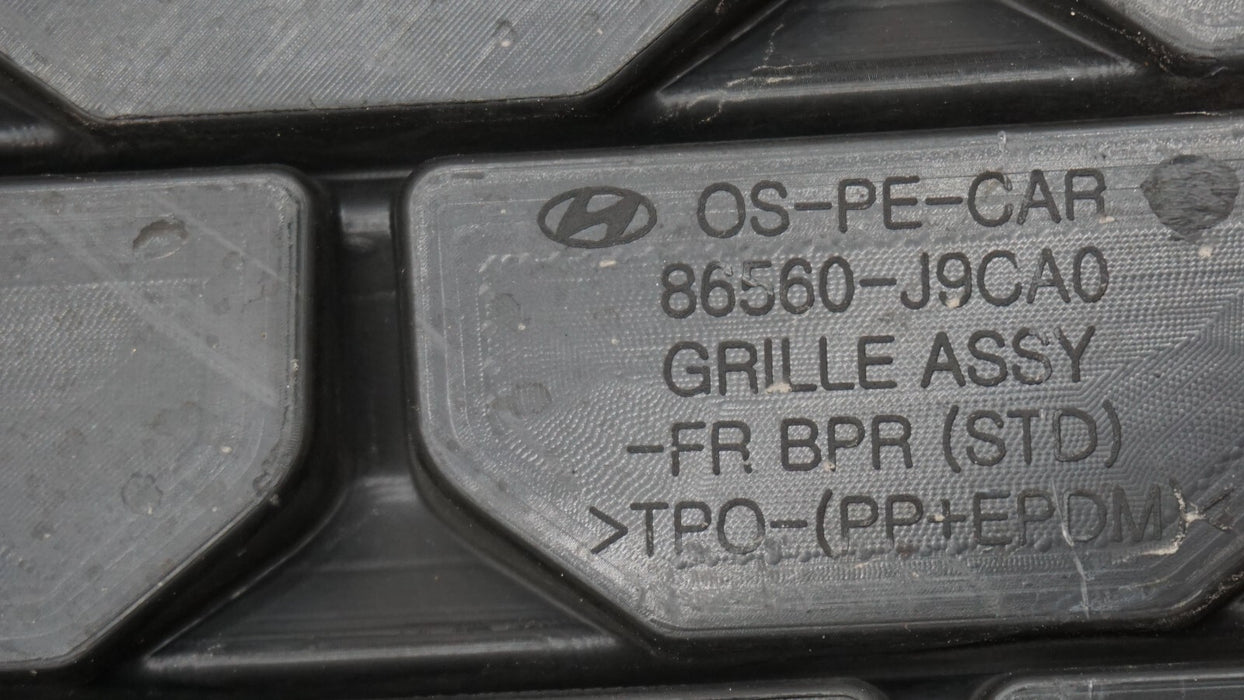 OS-PE-CAR
86560-J9CA0
GRILLE ASSY
-FR BPR (STD)
>TPO-(PP+EPDM)<